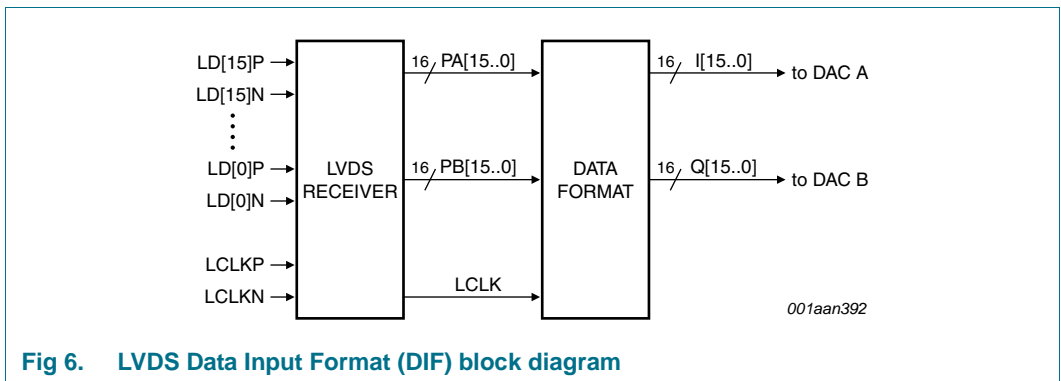 LD[15]P
LD[15]N
LD[0]P
LD[0]N
LCLKP
LCLKN
LVDS
RECEIVER
16 PA[15..0]
16 PB[15..0]
LCLK
DATA
FORMAT
16 I[15..0]
to DAC A
16 Q[15..0]
to DAC B
001aan392
Fig 6. LVDS Data Input Format (DIF) block diagram